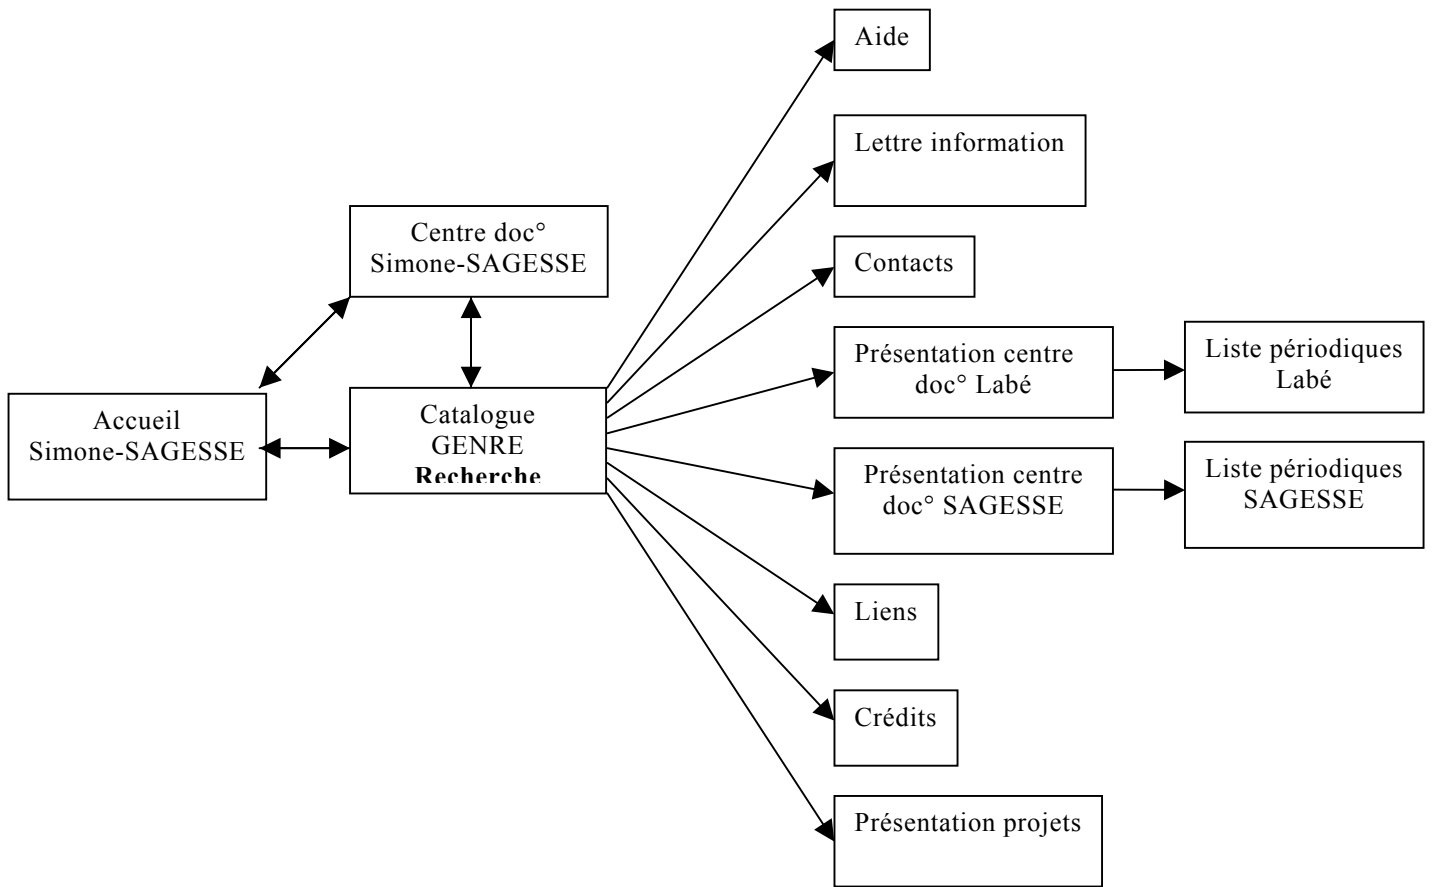 Aide
Lettre information
Centre doc°
Simone-SAGESSE
Contacts
Présentation centre
doc° Labé
Liste périodiques
Labé
Accueil
Simone-SAGESSE
Catalogue
GENRE
Recherche
Présentation centre
doc° SAGESSE
Liste périodiques
SAGESSE
Liens
Crédits
Présentation projets